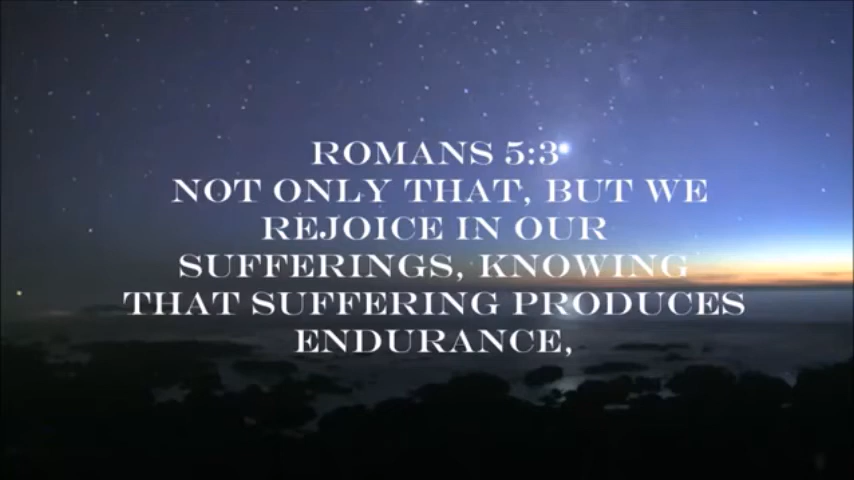 ROMANS 5:3
NOT ONLY THAT, BUT WE
REJOICE IN OUR
SUFFERINGS, KNOWING
THAT SUFFERING PRODUCES
ENDURANCE,